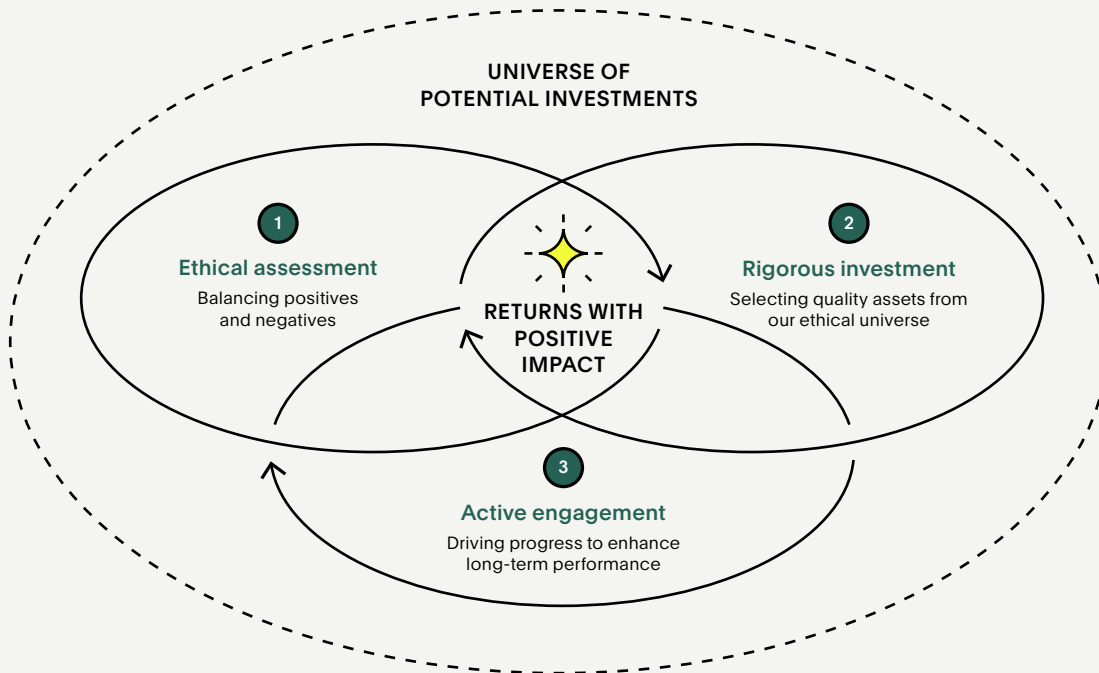 UNIVERSE OF
POTENTIAL INVESTMENTS
1
Ethical assessment
Balancing positives
and negatives
2
Rigorous investment
Selecting quality assets from
our ethical universe
RETURNS WITH
POSITIVE
IMPACT
3
Active engagement
Driving progress to enhance
long-term performance